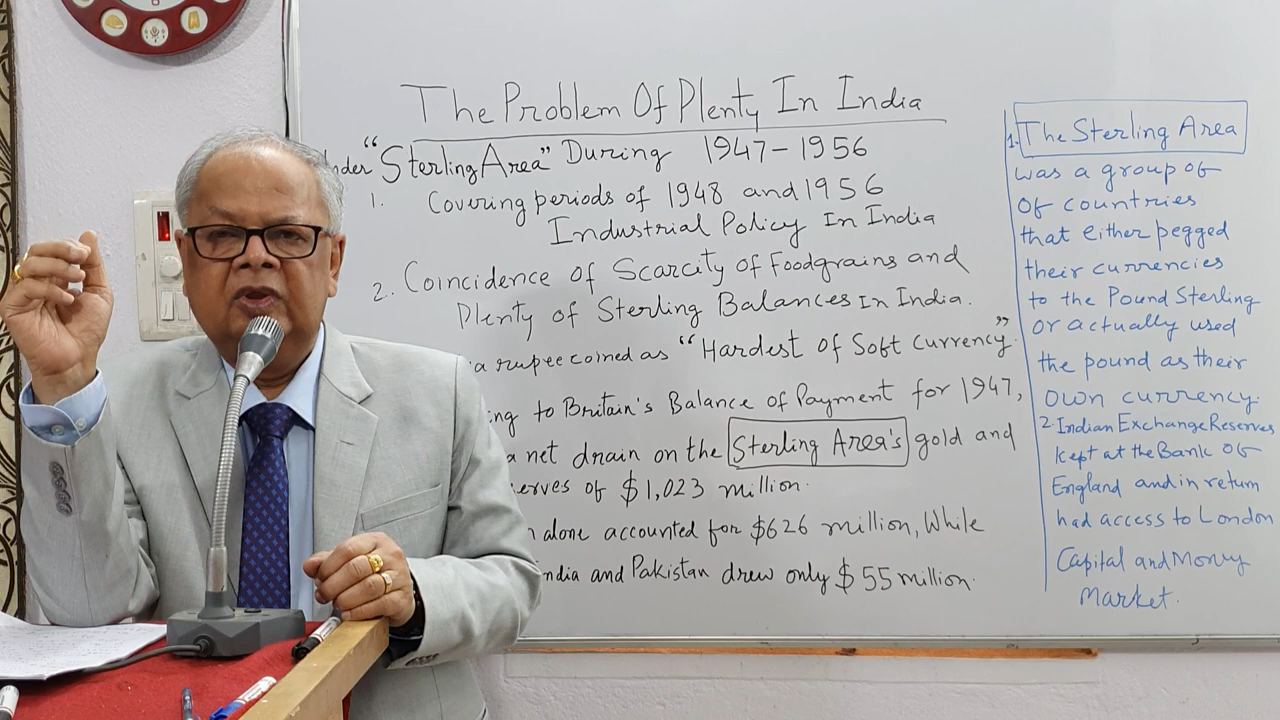 The Problem Of Plenty In India
nder "Sterling Area" During 1947-1956
1. Covering periods of 1948 and 1956
Industrial Policy In India
2. Coincidence of Scarcity of Foodgrains and
Plenty of Sterling Balances In India.
a rupee coined as "Hardest of Soft Currency"
ing to Britain's Balance of Payment for 1947,
a net drain on the Sterling Area's gold and
erves of $1,023 million.
n alone accounted for $626 million, While
ndia and Pakistan drew only $55 million.
1. The Sterling Area
was a group of
of countries
that either pegged
their currencies
to the Pound Sterling
or actually used
the pound as their
own currency.
2. Indian Exchange Reserves
kept at the Bank of
England and in return
had access to London
Capital and Money
Market.